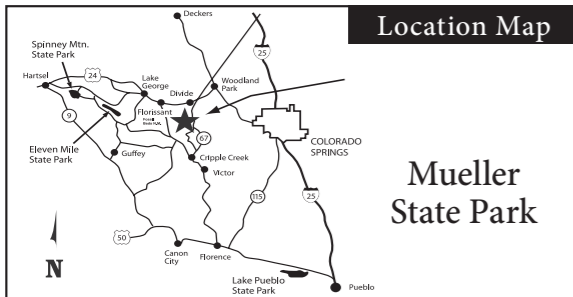 Location Map
Deckers
Spinney Mtn.
State Park
25
Hartsel
24
Lake
George
Divide
Woodland
Park
Florissant
Fossil
Beds N.M.
9
67
COLORADO
SPRINGS
Eleven Mile
State Park
Guffey
Cripple Creek
Victor
Mueller
State Park
115
25
50
N
Canon
City
Florence
Lake Pueblo
State Park
Pueblo